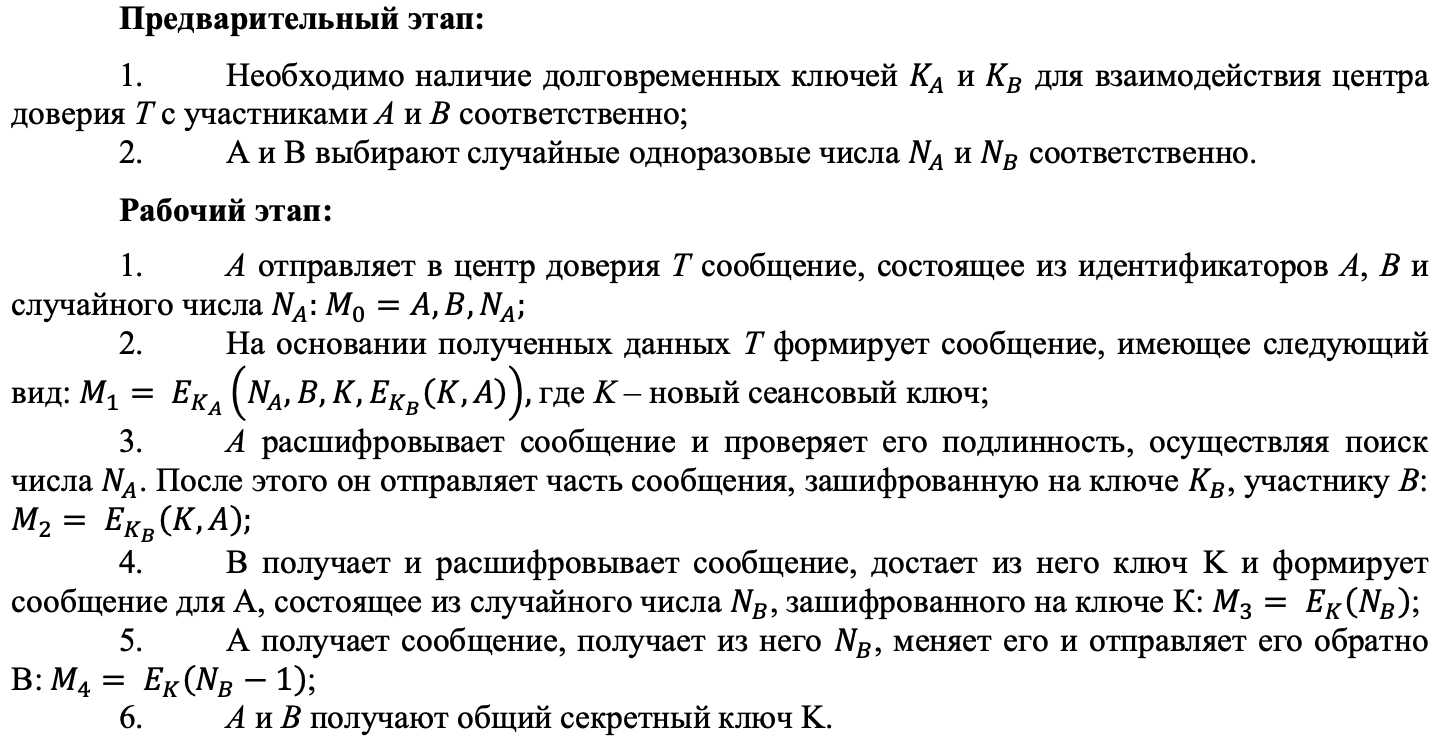 Предварительный этап:
1. Необходимо наличие долговременных ключей K_A и K_B для взаимодействия центра
доверия T с участниками A и B соответственно;
2. А и В выбирают случайные одноразовые числа N_A и N_B соответственно.
Рабочий этап:
1. A отправляет в центр доверия T сообщение, состоящее из идентификаторов A, B и
случайного числа N_A: M_0 = A, B, N_A;
2. На основании полученных данных T формирует сообщение, имеющее следующий
вид: M_1 = E_{K_A}(N_A, B, K, E_{K_B}(K, A)), где K – новый сеансовый ключ;
3. A расшифровывает сообщение и проверяет его подлинность, осуществляя поиск
числа N_A. После этого он отправляет часть сообщения, зашифрованную на ключе K_B, участнику B:
M_2 = E_{K_B}(K, A);
4. В получает и расшифровывает сообщение, достает из него ключ К и формирует
сообщение для А, состоящее из случайного числа N_B, зашифрованного на ключе К: M_3 = E_K(N_B);
5. А получает сообщение, получает из него N_B, меняет его и отправляет его обратно
В: M_4 = E_K(N_B − 1);
6. A и B получают общий секретный ключ К.